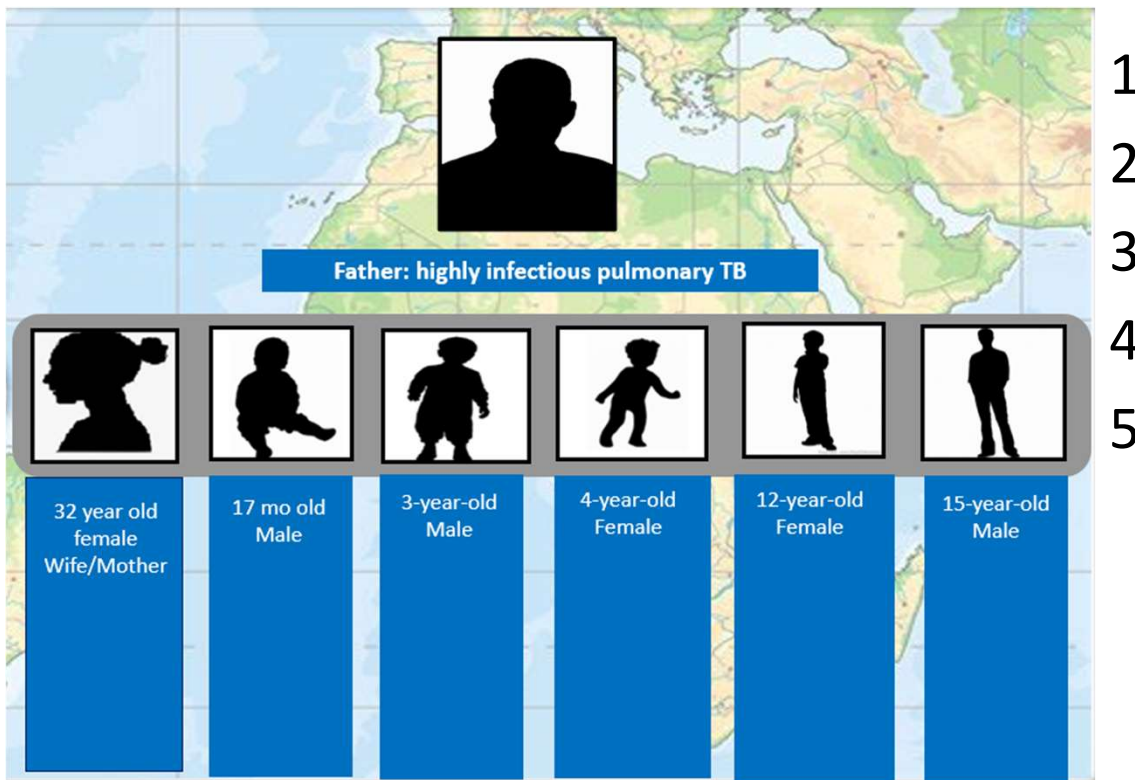 1
2
3
4
5
Father: highly infectious pulmonary TB
32 year old
female
Wife/Mother
17 mo old
Male
3-year-old
Male
4-year-old
Female
12-year-old
Female
15-year-old
Male